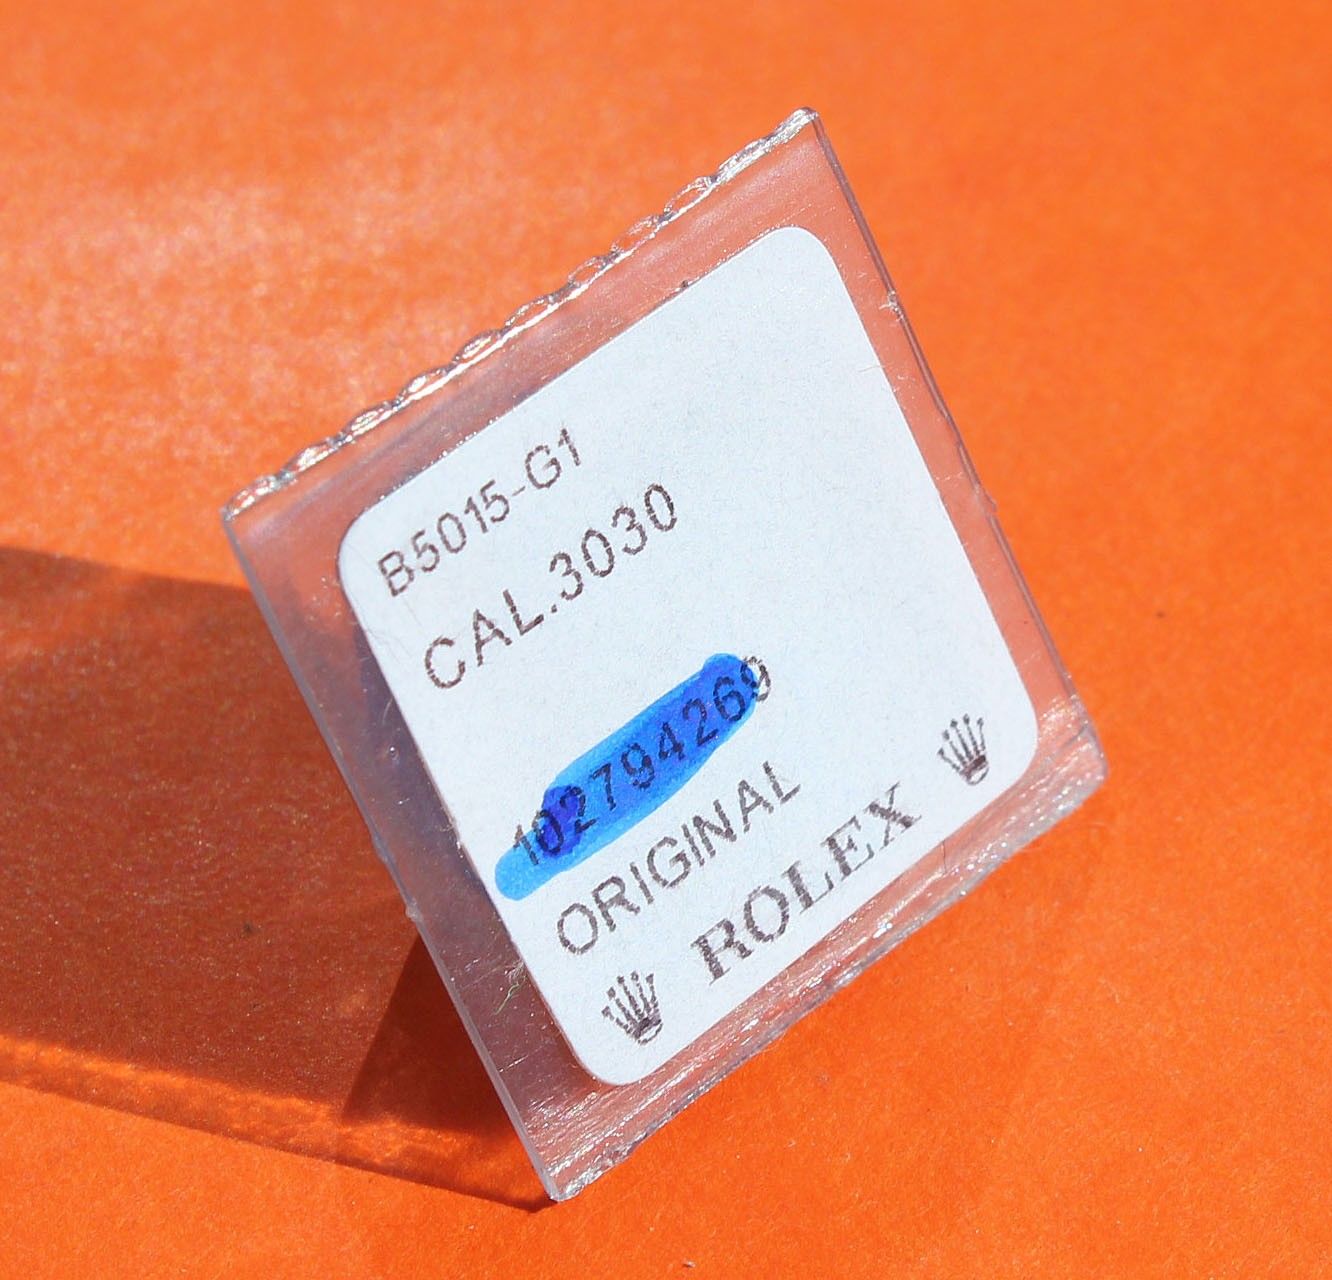 B5015-G1
CAL.3030
102794269
ORIGINAL
ROLEX